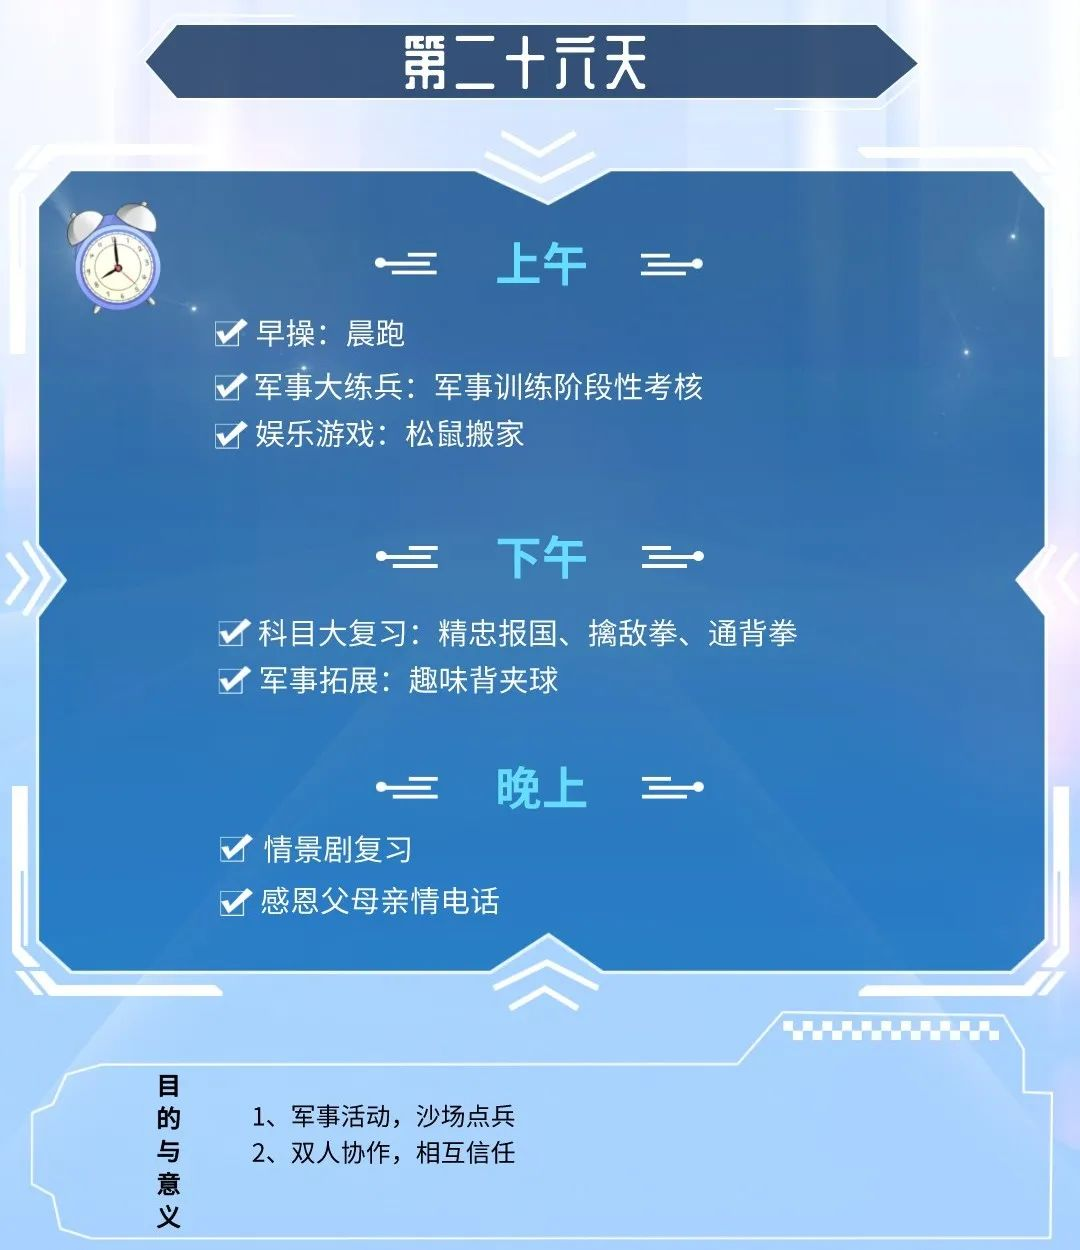 第二十六天
上午
早操：晨跑
军事大练兵：军事训练阶段性考核
娱乐游戏：松鼠搬家
下午
科目大复习：精忠报国、擒敌拳、通背拳
军事拓展：趣味背夹球
晚上
情景剧复习
感恩父母亲情电话
目的与意义
1、军事活动，沙场点兵
2、双人协作，相互信任